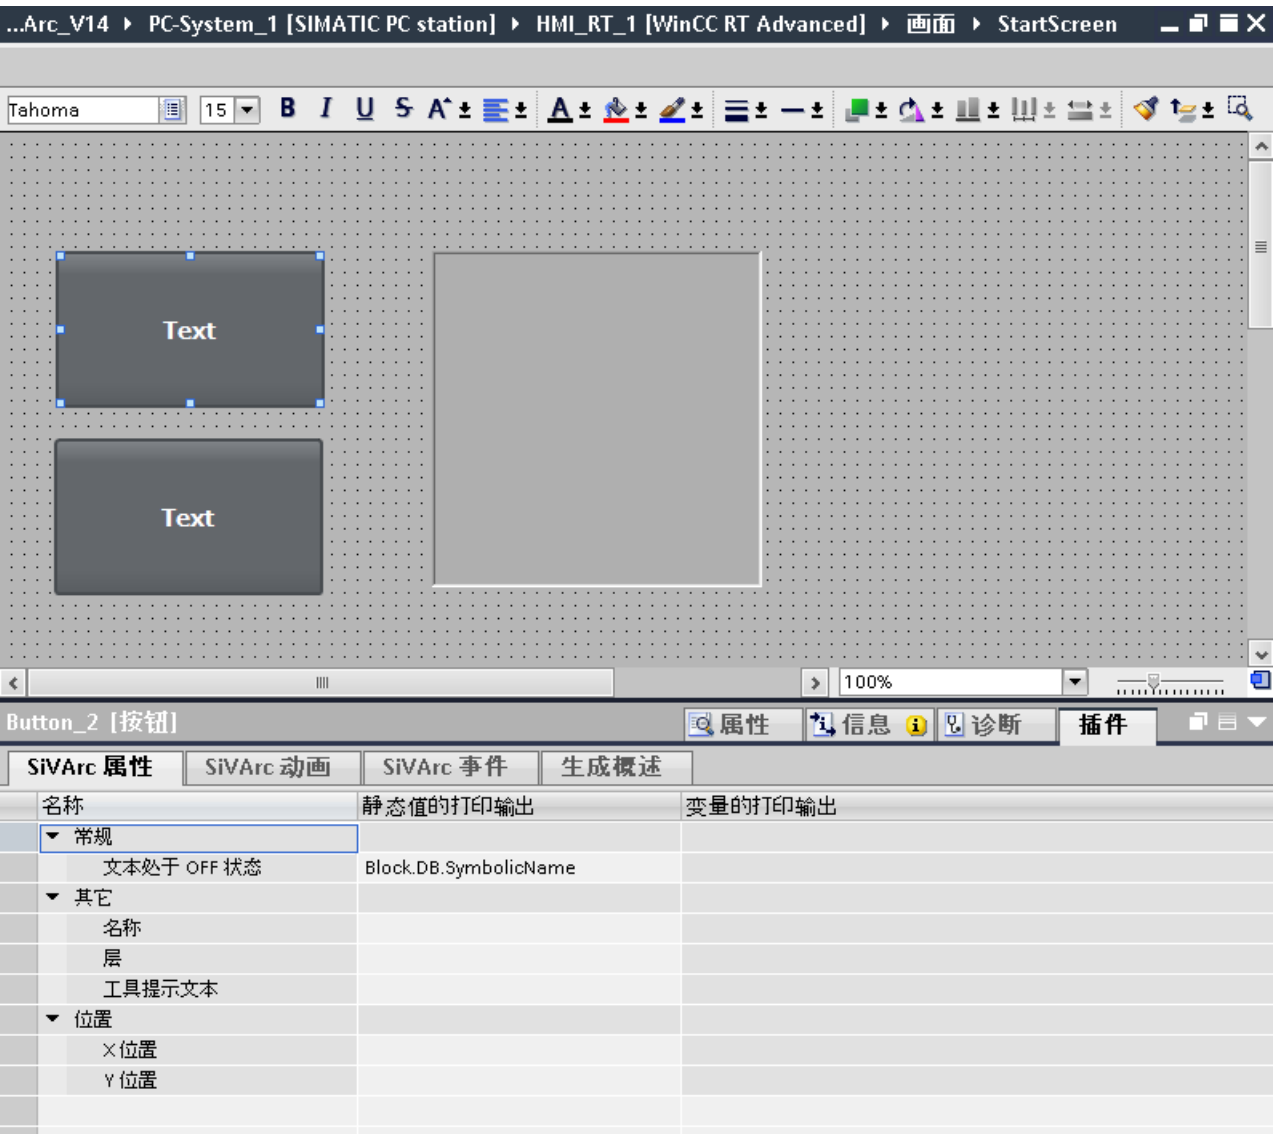 ...Arc_V14 ▸ PC-System_1 [SIMATIC PC station] ▸ HMI_RT_1 [WinCC RT Advanced] ▸ 画面 ▸ StartScreen
Tahoma 15 B I U S A A
Text
Text
100%
Button_2 [按钮] 属性 信息 诊断 插件
SiVArc 属性 SiVArc 动画 SiVArc 事件 生成概述
名称 静态值的打印输出 变量的打印输出
常规
文本处于 OFF 状态 Block.DB.SymbolicName
其它
名称
层
工具提示文本
位置
X 位置
Y 位置